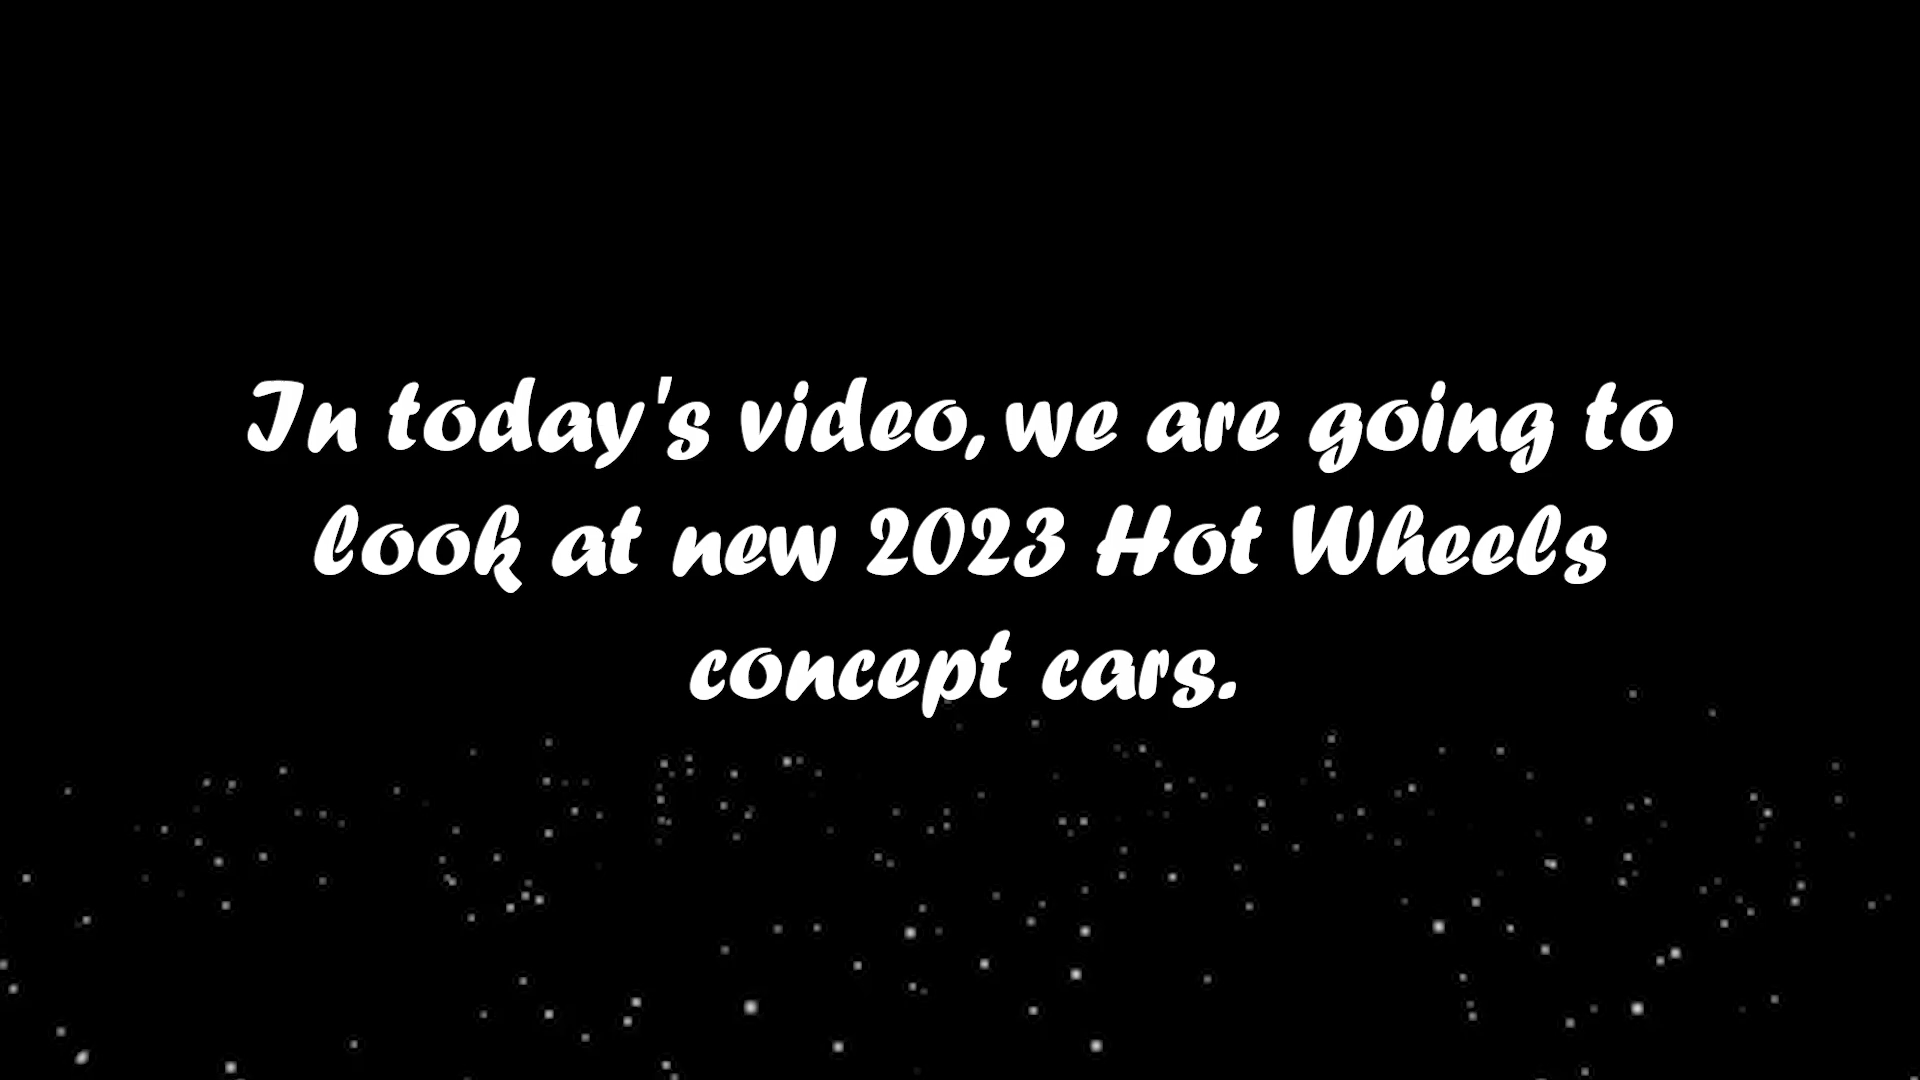 In today's video, we are going to
look at new 2023 Hot Wheels
concept cars.